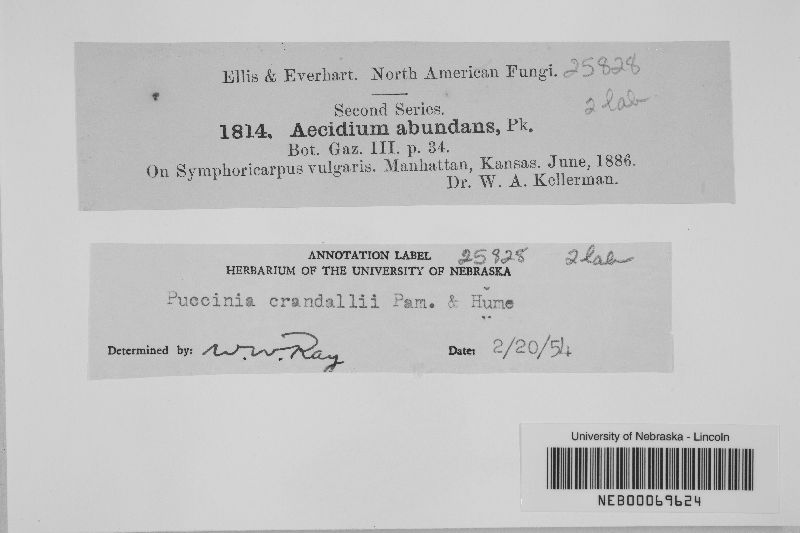 Ellis & Everhart. North American Fungi. 25828
Second Series. 2 lab
1814. Aecidium abundans, Pk.
Bot. Gaz. III. p. 34.
On Symphoricarpus vulgaris. Manhattan, Kansas. June, 1886.
Dr. W. A. Kellerman.
ANNOTATION LABEL 25828 2 lab
HERBARIUM OF THE UNIVERSITY OF NEBRASKA
Puccinia crandallii Pam. & Hume
Determined by: W.W. Ray Date: 2/20/54
University of Nebraska - Lincoln
NEB00069624